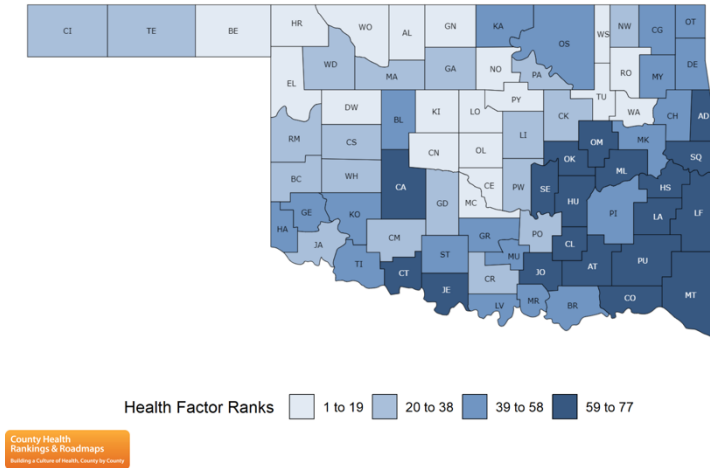 HR WO AL GN KA OS WS NW CG OT
CI TE BE
WD MA GA NO PA RO MY DE
EL
DW BL KI LO PY TU WA CK CH AD
RM CS LI OM MK
CN OL OK ML SQ
BC WH CA CE PW SE HS
HA GE KO GD MC HU PI LA LF
JA CM GR PO CL
TI ST MU JO AT PU
CT JE CR
LV MR BR CO MT
Health Factor Ranks 1 to 19 20 to 38 39 to 58 59 to 77
County Health
Rankings & Roadmaps
Building a Culture of Health, County by County